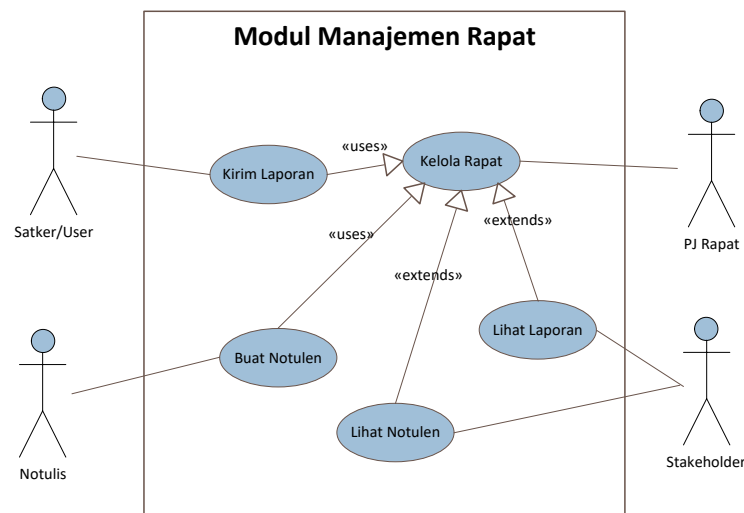 Modul Manajemen Rapat
«uses»
Kelola Rapat
Kirim Laporan
Satker/User
«extends»
PJ Rapat
«uses»
«extends»
Lihat Laporan
Buat Notulen
Lihat Notulen
Notulis
Stakeholder